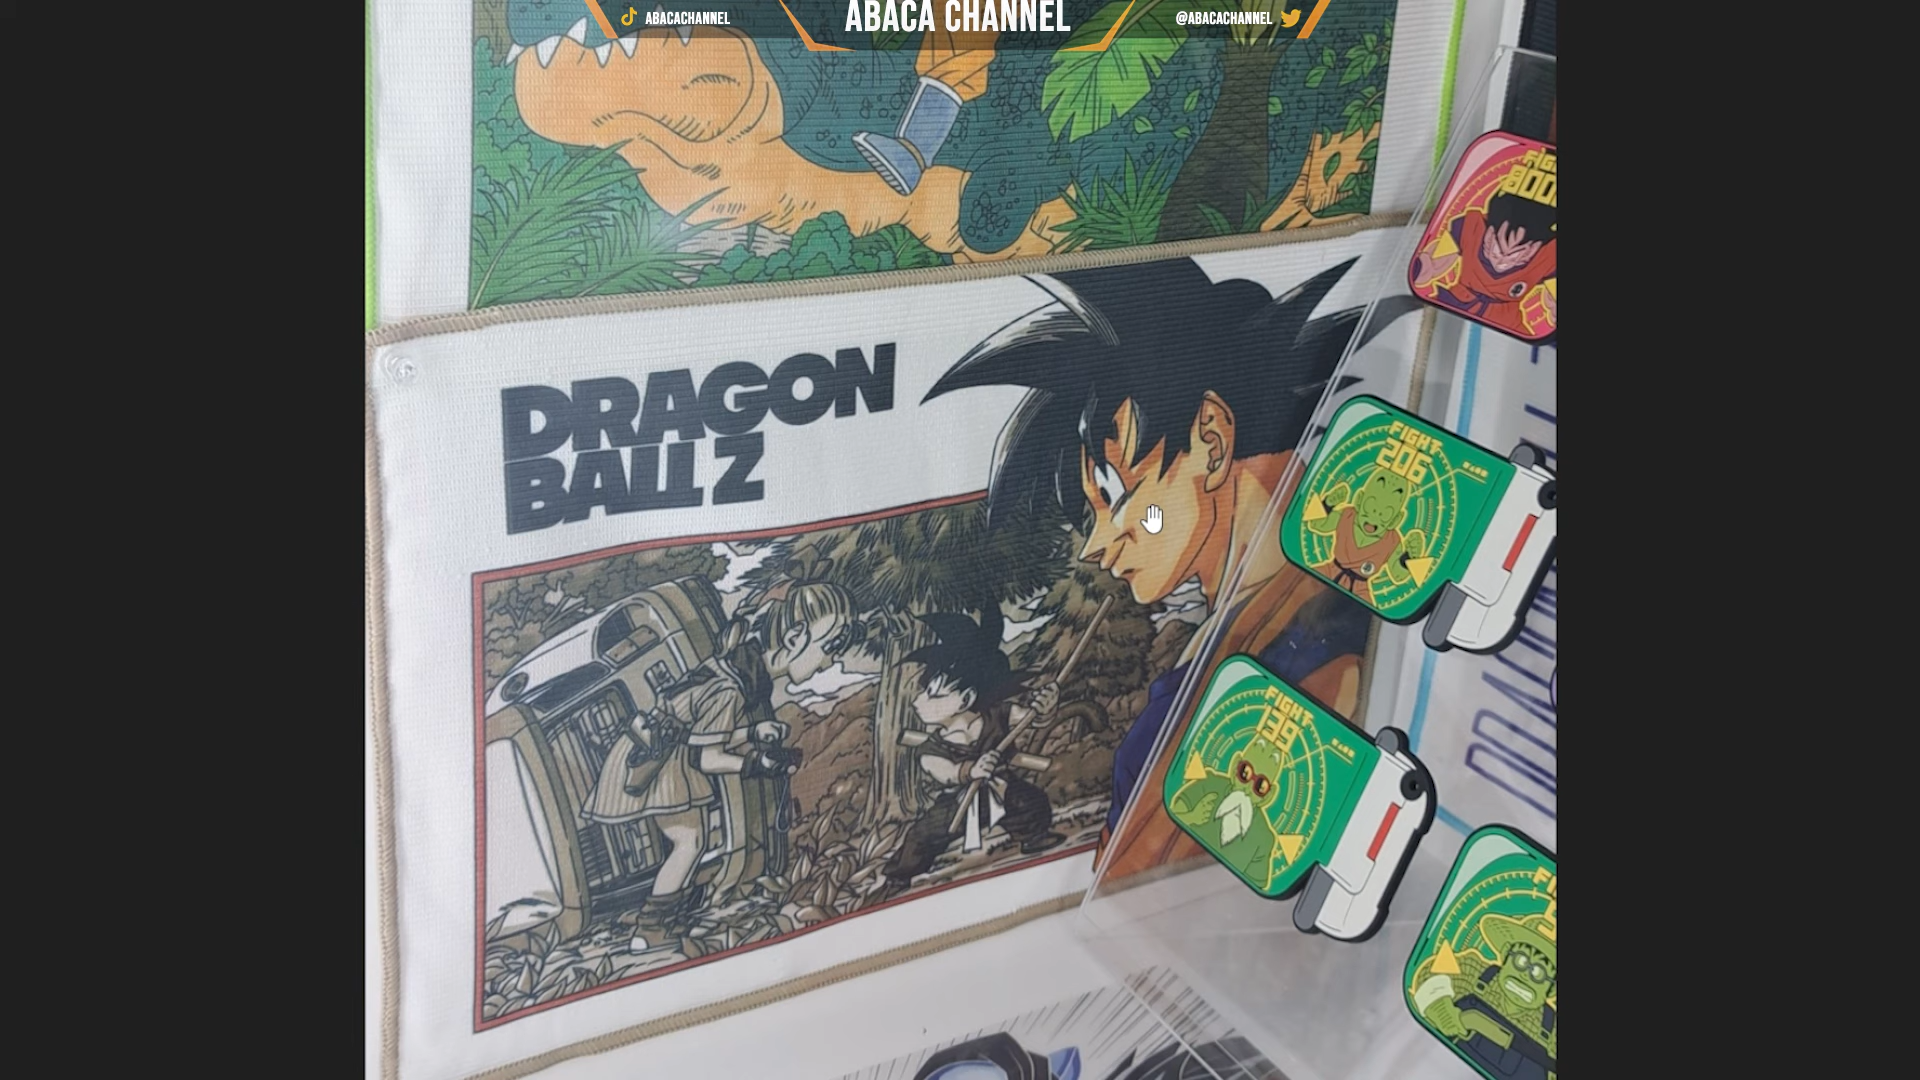 ABACACHANNEL
ABACA CHANNEL
@ABACACHANNEL
DRAGON
BALL Z
FIGHT
206
FIGHT
139